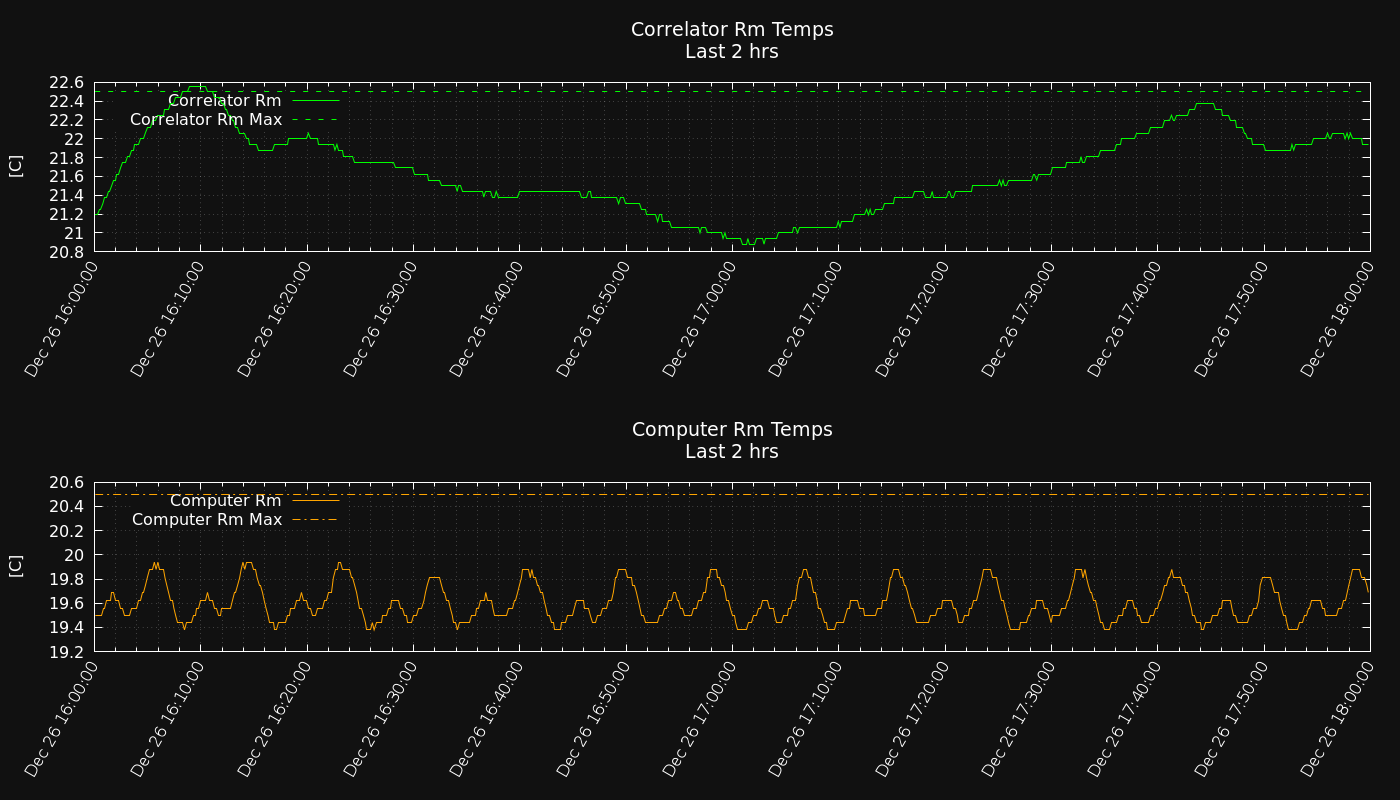 Correlator Rm Temps
Last 2 hrs
22.6
22.4
22.2
22
21.8
21.6
21.4
21.2
21
20.8
[C]
Correlator Rm
Correlator Rm Max
Dec 26 16:00:00
Dec 26 16:10:00
Dec 26 16:20:00
Dec 26 16:30:00
Dec 26 16:40:00
Dec 26 16:50:00
Dec 26 17:00:00
Dec 26 17:10:00
Dec 26 17:20:00
Dec 26 17:30:00
Dec 26 17:40:00
Dec 26 17:50:00
Dec 26 18:00:00
Computer Rm Temps
Last 2 hrs
20.6
20.4
20.2
20
19.8
19.6
19.4
19.2
[C]
Computer Rm
Computer Rm Max
Dec 26 16:00:00
Dec 26 16:10:00
Dec 26 16:20:00
Dec 26 16:30:00
Dec 26 16:40:00
Dec 26 16:50:00
Dec 26 17:00:00
Dec 26 17:10:00
Dec 26 17:20:00
Dec 26 17:30:00
Dec 26 17:40:00
Dec 26 17:50:00
Dec 26 18:00:00